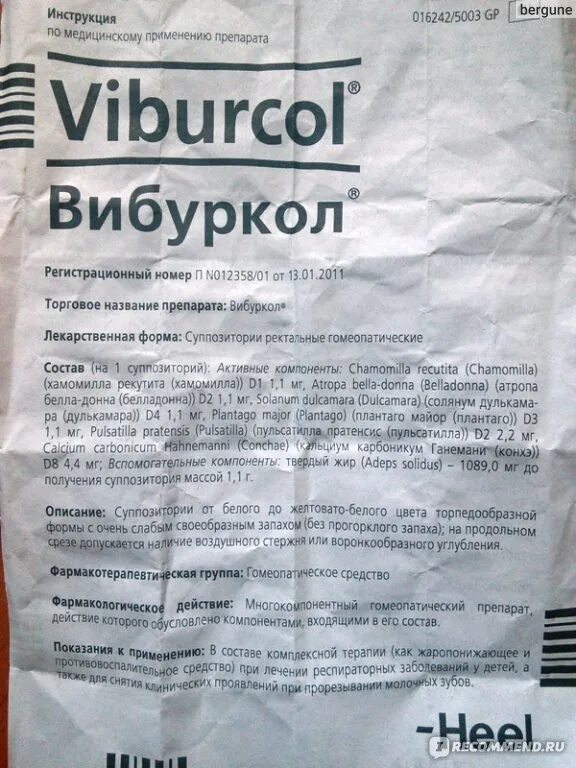 bergune
Инструкция
по медицинскому применению препарата
016242/5003 GP
Viburcol®
Вибуркол®
Регистрационный номер П N012358/01 от 13.01.2011
Торговое название препарата: Вибуркол®
Лекарственная форма: Суппозитории ректальные гомеопатические
Состав (на 1 суппозиторий): Активные компоненты: Chamomilla recutita (Chamomilla)
(хамомилла рекутита (хамомилла)) D1 1,1 мг, Atropa bella-donna (Belladonna) (атропа
белла-донна (белладонна)) D2 1,1 мг, Solanum dulcamara (Dulcamara) (солянум дулькама-
ра (дулькамара)) D4 1,1 мг, Plantago major (Plantago) (плантаго майор (плантаго)) D3
1,1 мг, Pulsatilla pratensis (Pulsatilla) (пульсатилла пратенсис (пульсатилла)) D2 2,2 мг,
Calcium carbonicum Hahnemanni (Conchae) (кальциум карбоникум Ганемани (конхэ))
D8 4,4 мг; Вспомогательные компоненты: твердый жир (Adeps solidus) – 1089,0 мг до
получения суппозитория массой 1,1 г.
Описание: Суппозитории от белого до желтовато-белого цвета торпедообразной
формы с очень слабым своеобразным запахом (без прогорклого запаха); на продольном
срезе допускается наличие воздушного стержня или воронкообразного углубления.
Фармакотерапевтическая группа: Гомеопатическое средство
Фармакологическое действие: Многокомпонентный гомеопатический препарат,
действие которого обусловлено компонентами, входящими в его состав.
Показания к применению: В составе комплексной терапии (как жаропонижающее и
противовоспалительное средство) при лечении респираторных заболеваний у детей, а
также для снятия клинических проявлений при прорезывании молочных зубов.
-Heel
IRECOMMEND.RU